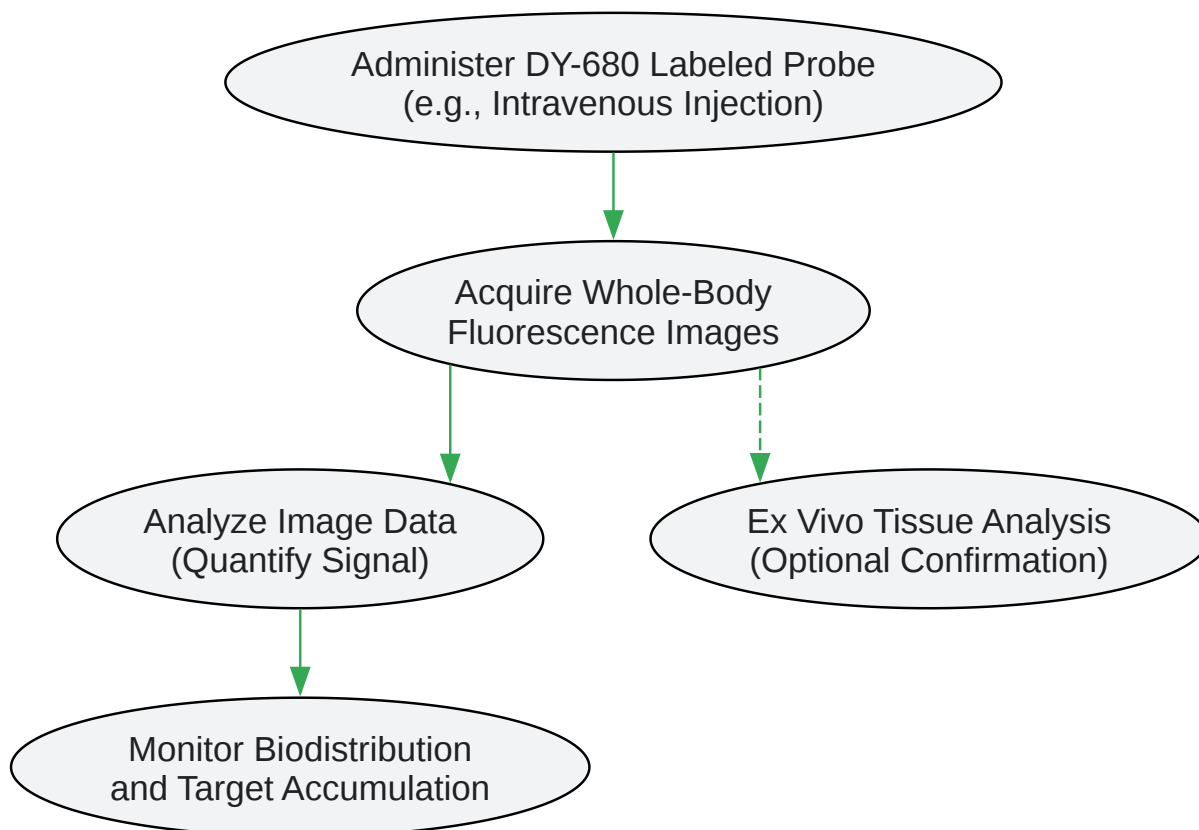 Administer DY-680 Labeled Probe
(e.g., Intravenous Injection)
Acquire Whole-Body
Fluorescence Images
Analyze Image Data
(Quantify Signal)
Ex Vivo Tissue Analysis
(Optional Confirmation)
Monitor Biodistribution
and Target Accumulation